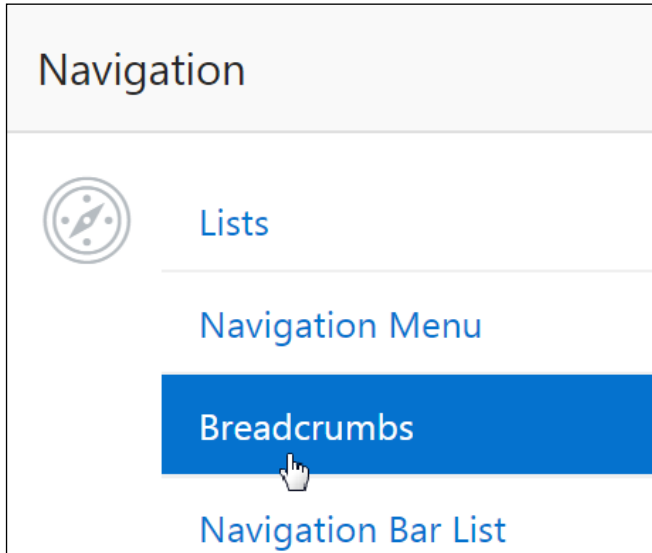 Navigation
Lists
Navigation Menu
Breadcrumbs
Navigation Bar List